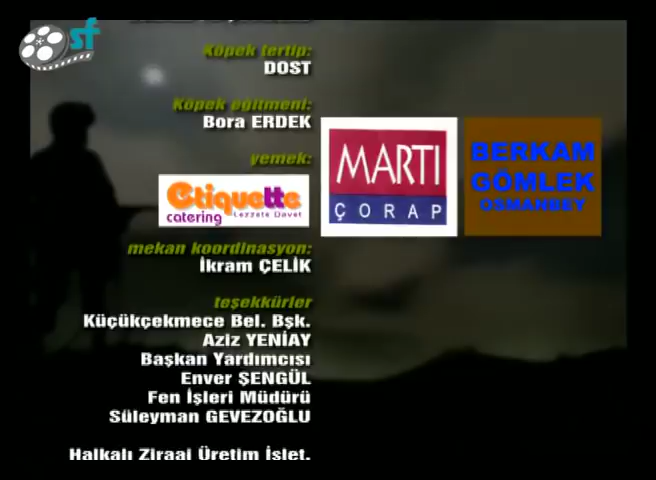 sf
Köpek tertip:
DOST
Köpek eğitmeni:
Bora ERDEK
yemek:
etiquette
catering Lezzete Davet
MARTI
ÇORAP
BERKAM
GÖMLEK
OSMANBEY
mekan koordinasyon:
İkram ÇELİK
teşekkürler
Küçükçekmece Bel. Bşk.
Aziz YENİAY
Başkan Yardımcısı
Enver ŞENGÜL
Fen İşleri Müdürü
Süleyman GEVEZOĞLU
Halkalı Ziraai Üretim İşlet.